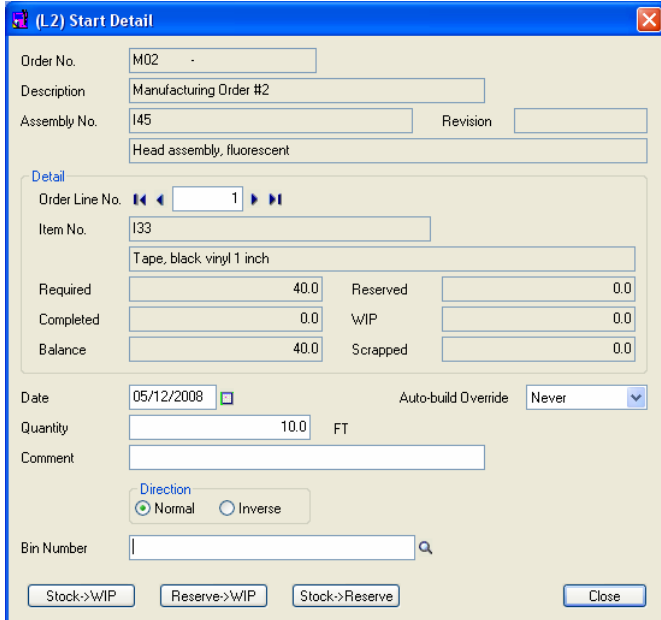 (L2) Start Detail
Order No. M02 -
Description Manufacturing Order #2
Assembly No. I45 Revision
Head assembly, fluorescent
Detail
Order Line No. 1
Item No. I33
Tape, black vinyl 1 inch
Required 40.0 Reserved 0.0
Completed 0.0 WIP 0.0
Balance 40.0 Scrapped 0.0
Date 05/12/2008 Auto-build Override Never
Quantity 10.0 FT
Comment
Direction
Normal Inverse
Bin Number
Stock->WIP Reserve->WIP Stock->Reserve Close